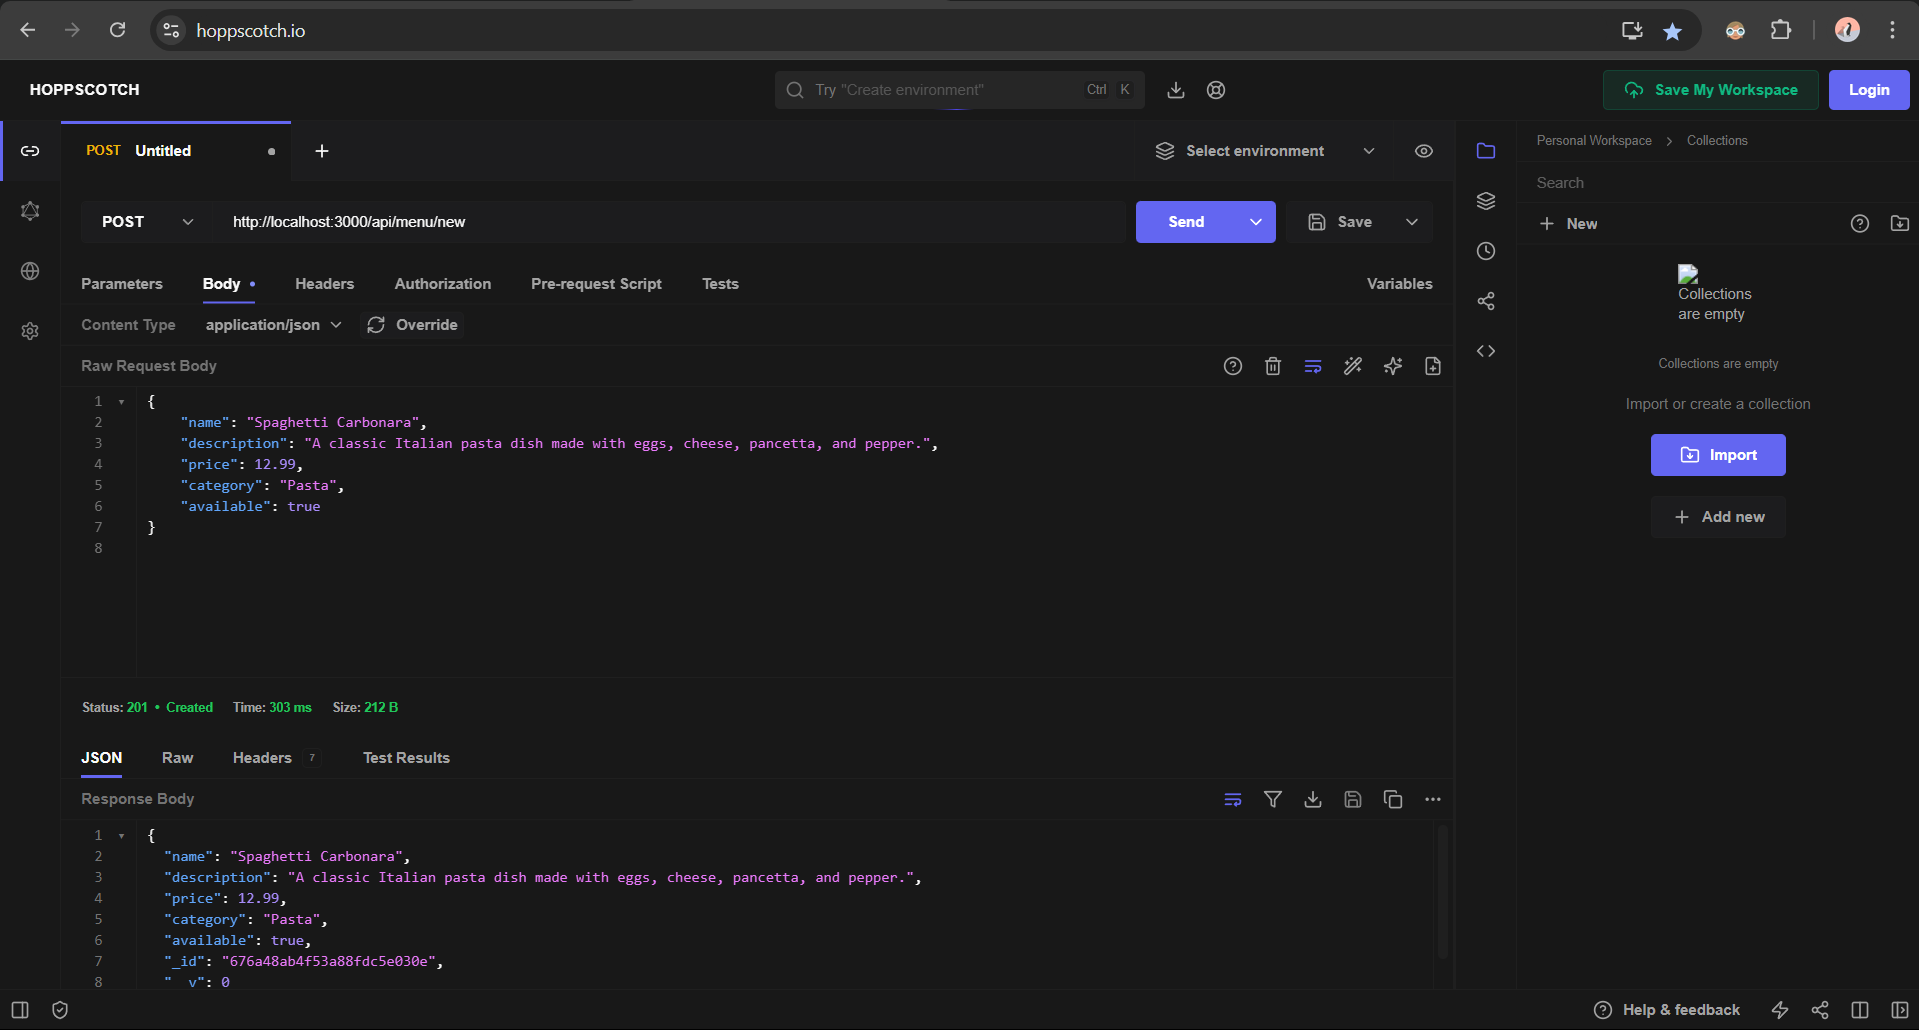 hoppscotch.io
HOPPSCOTCH
Try "Create environment"
Ctrl K
Save My Workspace
Login
POST Untitled
Select environment
Personal Workspace
Collections
Search
New
POST
http://localhost:3000/api/menu/new
Send
Save
Parameters
Body
Headers
Authorization
Pre-request Script
Tests
Variables
Content Type
application/json
Override
Raw Request Body
1 {
2 "name": "Spaghetti Carbonara",
3 "description": "A classic Italian pasta dish made with eggs, cheese, pancetta, and pepper.",
4 "price": 12.99,
5 "category": "Pasta",
6 "available": true
7 }
8
Collections
are empty
Collections are empty
Import or create a collection
Import
Add new
Status: 201 • Created
Time: 303 ms
Size: 212 B
JSON
Raw
Headers 7
Test Results
Response Body
1 {
2 "name": "Spaghetti Carbonara",
3 "description": "A classic Italian pasta dish made with eggs, cheese, pancetta, and pepper.",
4 "price": 12.99,
5 "category": "Pasta",
6 "available": true,
7 "_id": "676a48ab4f53a88fdc5e030e",
8 "__v": 0
Help & feedback